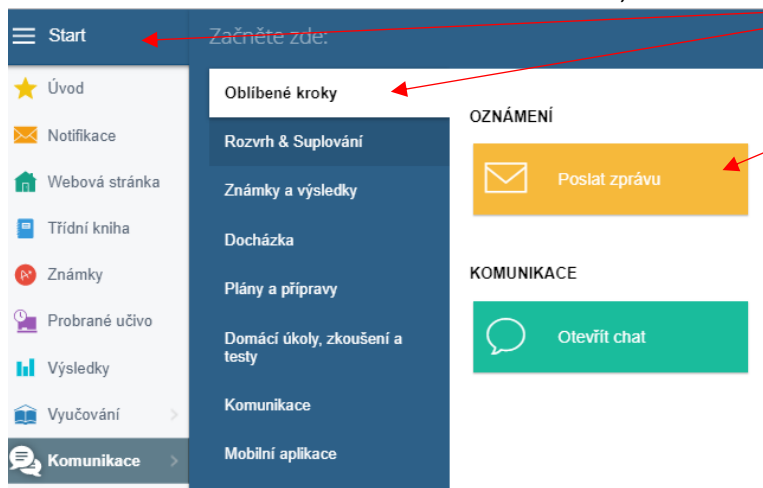 Start
Začněte zde:
Úvod
Notifikace
Webová stránka
Třídní kniha
Známky
Probrané učivo
Výsledky
Vyučování
Komunikace
Oblíbené kroky
Rozvrh & Suplování
Známky a výsledky
Docházka
Plány a přípravy
Domácí úkoly, zkoušení a
testy
Komunikace
Mobilní aplikace
OZNÁMENÍ
Poslat zprávu
KOMUNIKACE
Otevřít chat